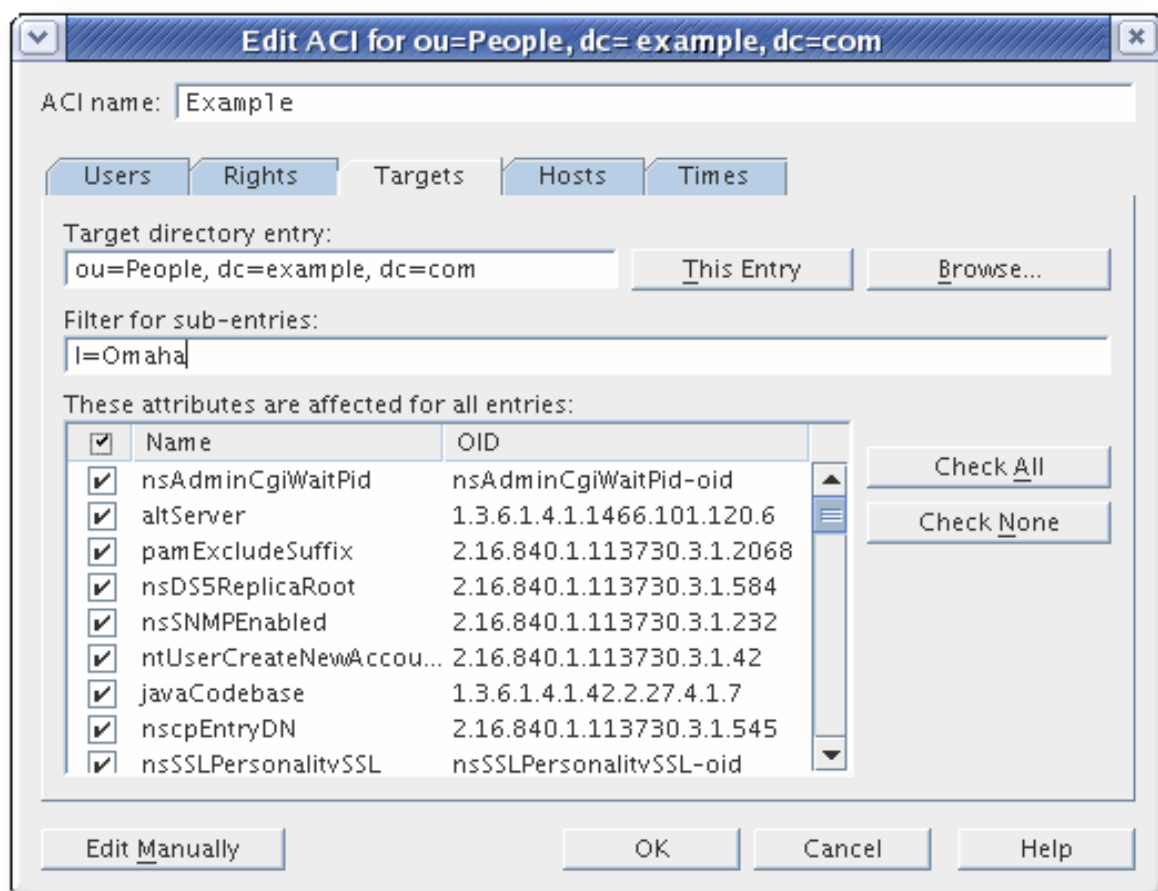 Edit ACI for ou=People, dc= example, dc=com
ACI name: Example
Users Rights Targets Hosts Times
Target directory entry:
ou=People, dc=example, dc=com This Entry Browse...
Filter for sub-entries:
l=Omaha
These attributes are affected for all entries:
Name OID
nsAdminCgiWaitPid nsAdminCgiWaitPid-oid
Check All
altServer 1.3.6.1.4.1.1466.101.120.6
Check None
pamExcludeSuffix 2.16.840.1.113730.3.1.2068
nsDS5ReplicaRoot 2.16.840.1.113730.3.1.584
nsSNMPEnabled 2.16.840.1.113730.3.1.232
ntUserCreateNewAccou... 2.16.840.1.113730.3.1.42
javaCodebase 1.3.6.1.4.1.42.2.27.4.1.7
nscpEntryDN 2.16.840.1.113730.3.1.545
nsSSLPersonalitySSL nsSSLPersonalitySSL-oid
Edit Manually OK Cancel Help